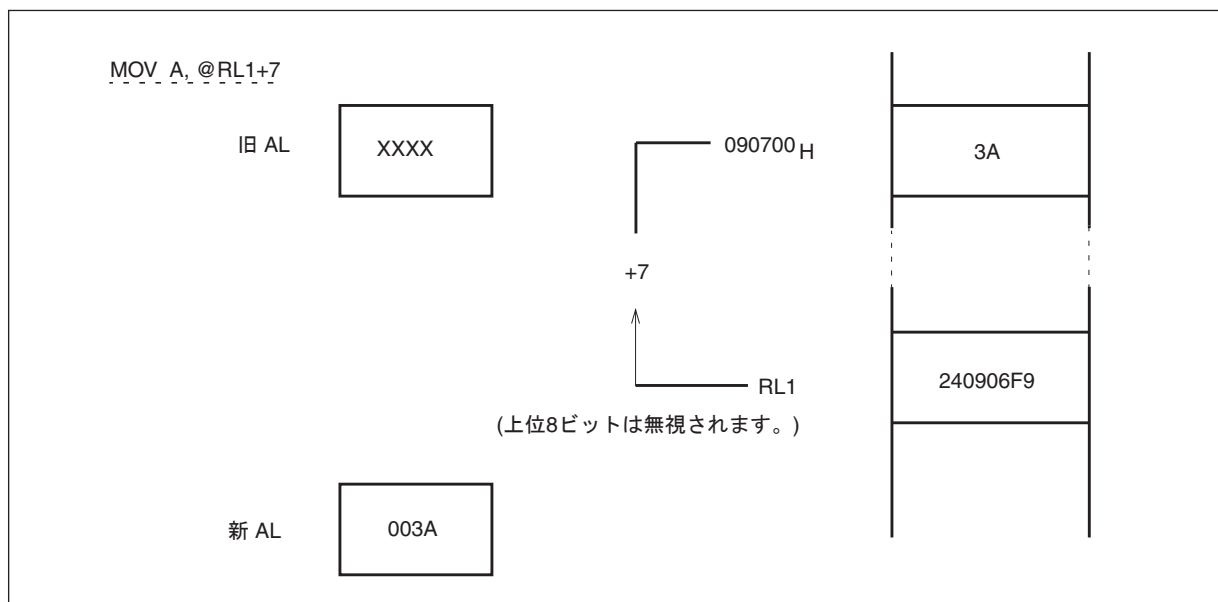 MOV A, @RL1+7
旧 AL
XXXX
090700H
3A
+7
RL1
240906F9
(上位8ビットは無視されます。)
新 AL
003A